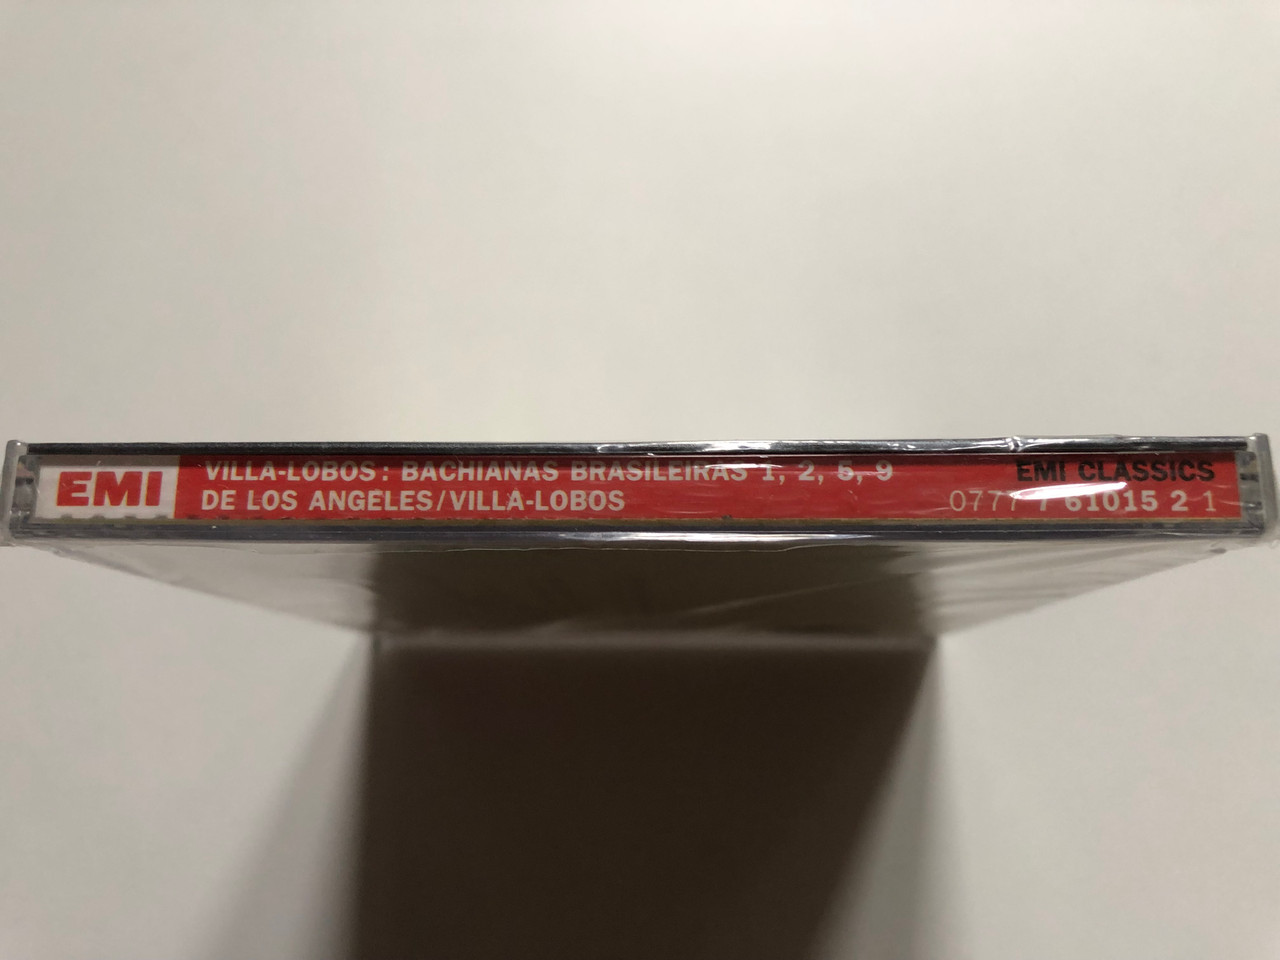 EMI
VILLA-LOBOS: BACHIANAS BRASILEIRAS 1, 2, 5, 9
DE LOS ANGELES/VILLA-LOBOS
EMI CLASSICS
0777 7 61015 2 1